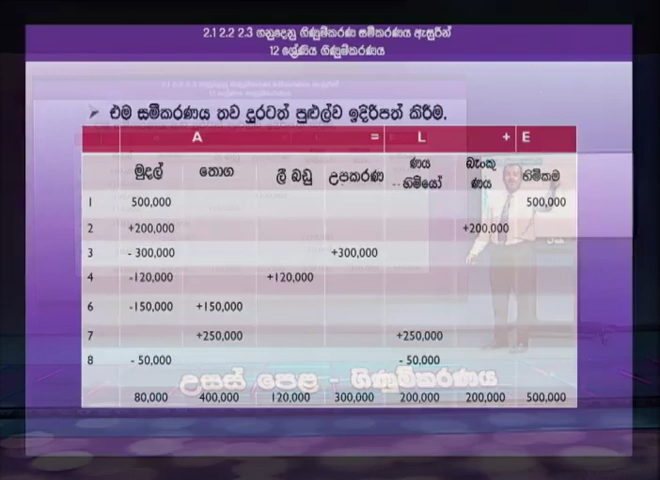 2.1 2.2 2.3 ගනුදෙනු ගිණුම්කරණ සමීකරණය ඇසුරින්
12 ශ්‍රේණිය ගිණුම්කරණය
➤ එම සමීකරණය තව දුරටත් පුළුල්ව ඉදිරිපත් කිරීම.
A = L + E
මුදල් තොග ලී බඩු උපකරණ ණය හිමියෝ බැංකු ණය හිමිකම
1 500,000 500,000
2 +200,000 +200,000
3 - 300,000 +300,000
4 -120,000 +120,000
6 -150,000 +150,000
7 +250,000 +250,000
8 - 50,000 - 50,000
උසස් පෙළ - ගිණුම්කරණය
80,000 400,000 120,000 300,000 200,000 200,000 500,000